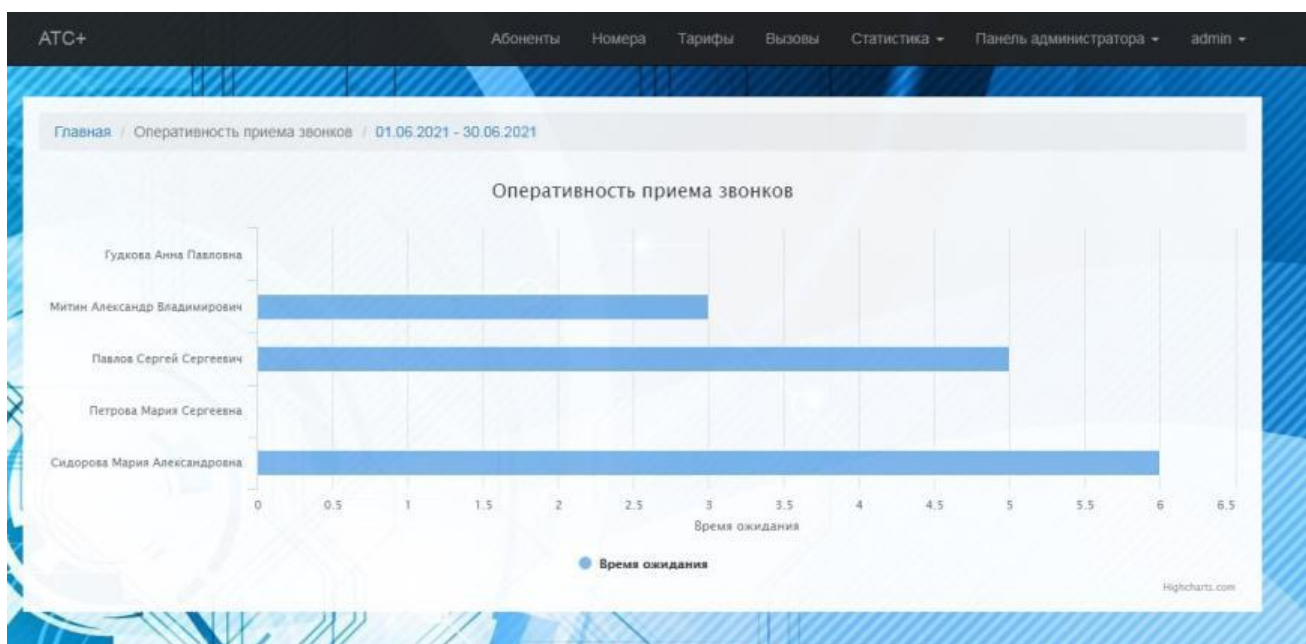 АТС+ Абоненты Номера Тарифы Вызовы Статистика Панель администратора admin
Главная / Оперативность приема звонков / 01.06.2021 - 30.06.2021
Оперативность приема звонков
Гудкова Анна Павловна
Митин Александр Владимирович
Павлов Сергей Сергеевич
Петрова Мария Сергеевна
Сидорова Мария Александровна
0 0.5 1 1.5 2 2.5 3 3.5 4 4.5 5 5.5 6 6.5
Время ожидания
Время ожидания
Highcharts.com